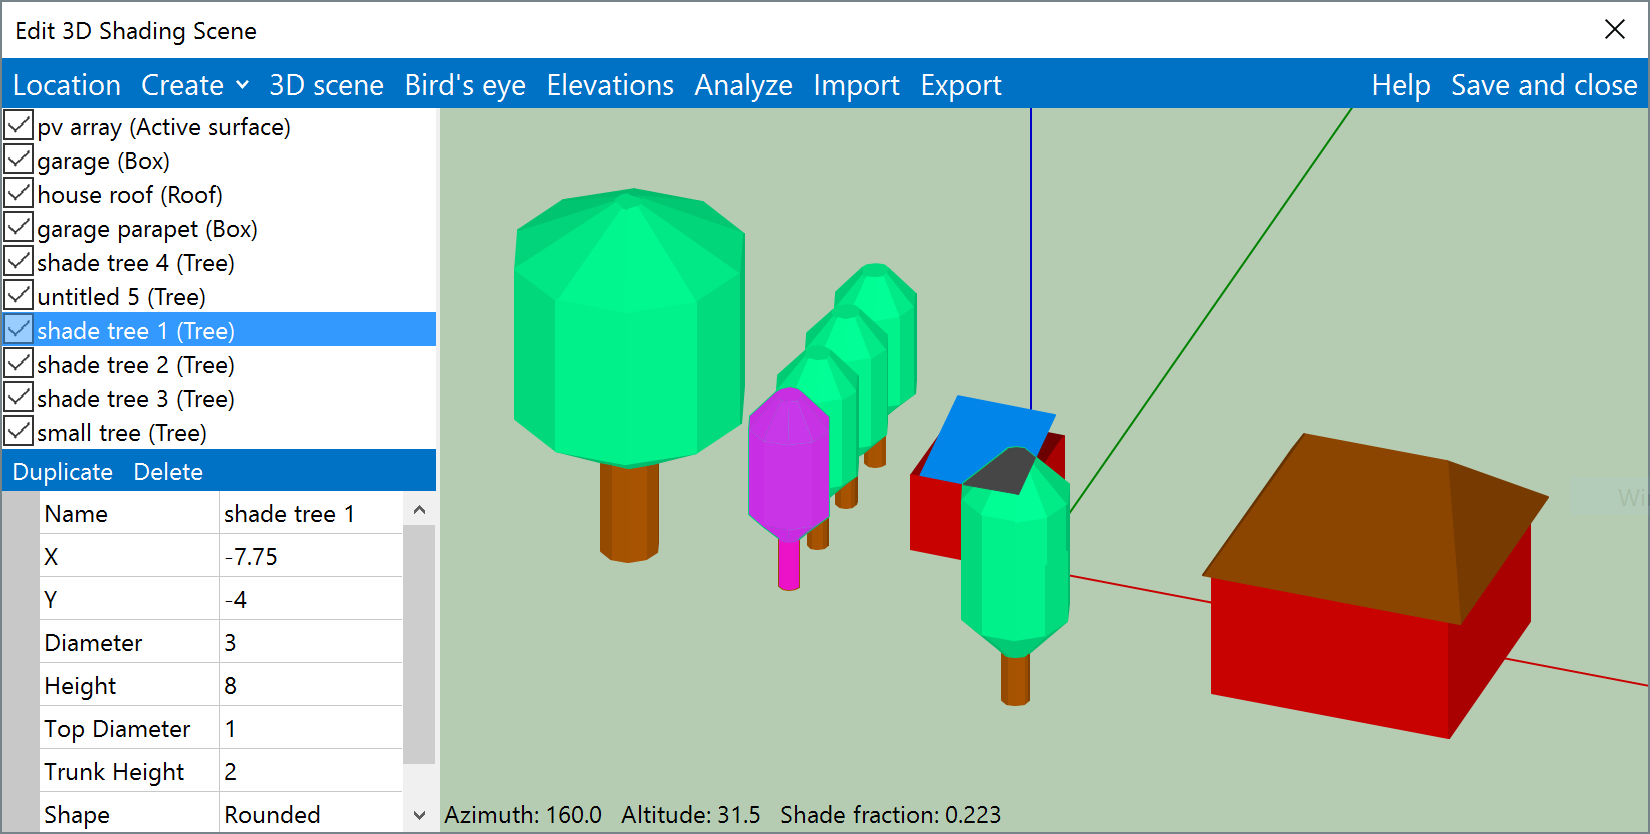 Edit 3D Shading Scene
Location Create 3D scene Bird's eye Elevations Analyze Import Export Help Save and close
pv array (Active surface)
garage (Box)
house roof (Roof)
garage parapet (Box)
shade tree 4 (Tree)
untitled 5 (Tree)
shade tree 1 (Tree)
shade tree 2 (Tree)
shade tree 3 (Tree)
small tree (Tree)
Duplicate Delete
Name shade tree 1
X -7.75
Y -4
Diameter 3
Height 8
Top Diameter 1
Trunk Height 2
Shape Rounded
Azimuth: 160.0 Altitude: 31.5 Shade fraction: 0.223